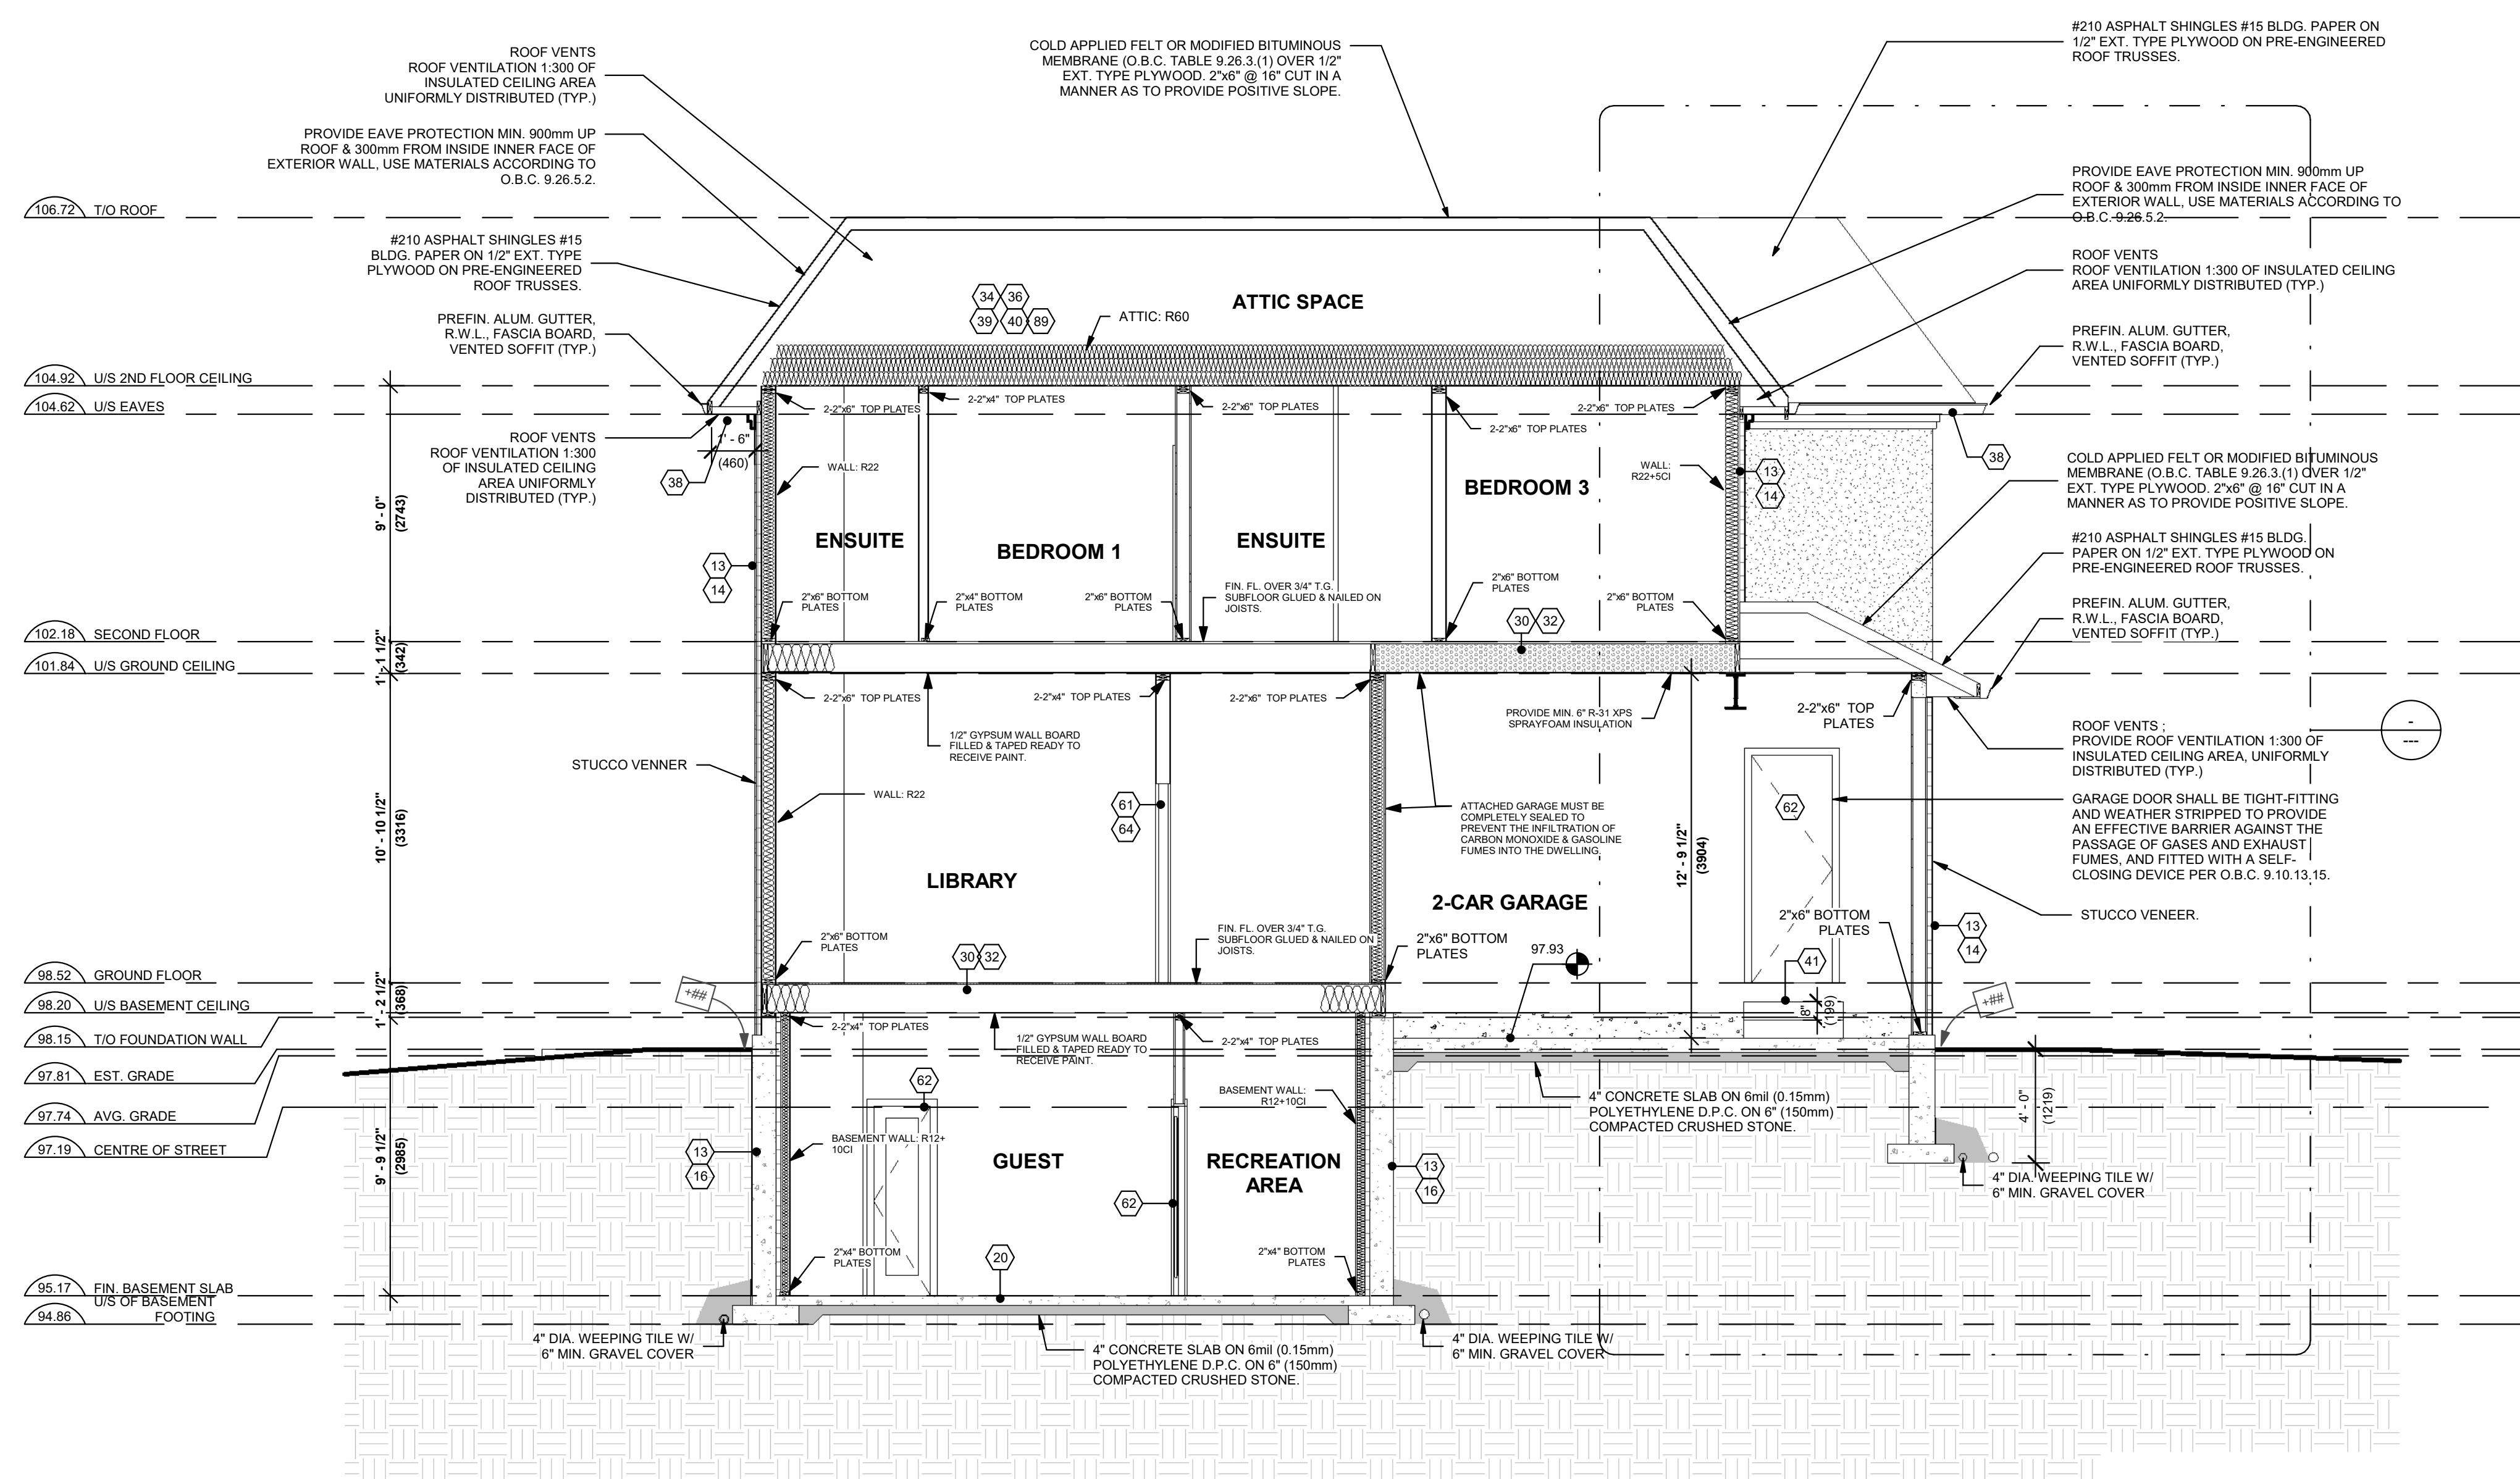 ROOF VENTS
ROOF VENTILATION 1:300 OF
INSULATED CEILING AREA
UNIFORMLY DISTRIBUTED (TYP.)
COLD APPLIED FELT OR MODIFIED BITUMINOUS
MEMBRANE (O.B.C. TABLE 9.26.3.(1) OVER 1/2"
EXT. TYPE PLYWOOD. 2"x6" @ 16" CUT IN A
MANNER AS TO PROVIDE POSITIVE SLOPE.
#210 ASPHALT SHINGLES #15 BLDG. PAPER ON
1/2" EXT. TYPE PLYWOOD ON PRE-ENGINEERED
ROOF TRUSSES.
PROVIDE EAVE PROTECTION MIN. 900mm UP
ROOF & 300mm FROM INSIDE INNER FACE OF
EXTERIOR WALL, USE MATERIALS ACCORDING TO
O.B.C. 9.26.5.2.
PROVIDE EAVE PROTECTION MIN. 900mm UP
ROOF & 300mm FROM INSIDE INNER FACE OF
EXTERIOR WALL, USE MATERIALS ACCORDING TO
O.B.C. 9.26.5.2.
106.72 T/O ROOF
#210 ASPHALT SHINGLES #15
BLDG. PAPER ON 1/2" EXT. TYPE
PLYWOOD ON PRE-ENGINEERED
ROOF TRUSSES.
ROOF VENTS
ROOF VENTILATION 1:300 OF INSULATED CEILING
AREA UNIFORMLY DISTRIBUTED (TYP.)
34 36
39 40 89
ATTIC SPACE
ATTIC: R60
PREFIN. ALUM. GUTTER,
R.W.L., FASCIA BOARD,
VENTED SOFFIT (TYP.)
PREFIN. ALUM. GUTTER,
R.W.L., FASCIA BOARD,
VENTED SOFFIT (TYP.)
104.92 U/S 2ND FLOOR CEILING
104.62 U/S EAVES
2-2"x6" TOP PLATES
2-2"x4" TOP PLATES
2-2"x6" TOP PLATES
2-2"x6" TOP PLATES
2-2"x6" TOP PLATES
ROOF VENTS
ROOF VENTILATION 1:300
OF INSULATED CEILING
AREA UNIFORMLY
DISTRIBUTED (TYP.)
1' - 6"
(460)
38
WALL: R22
WALL:
R22+5CI
13
14
38
COLD APPLIED FELT OR MODIFIED BITUMINOUS
MEMBRANE (O.B.C. TABLE 9.26.3.(1) OVER 1/2"
EXT. TYPE PLYWOOD. 2"x6" @ 16" CUT IN A
MANNER AS TO PROVIDE POSITIVE SLOPE.
9' - 0"
(2743)
BEDROOM 3
ENSUITE
BEDROOM 1
ENSUITE
#210 ASPHALT SHINGLES #15 BLDG.
PAPER ON 1/2" EXT. TYPE PLYWOOD ON
PRE-ENGINEERED ROOF TRUSSES.
13
14
2"x6" BOTTOM
PLATES
2"x4" BOTTOM
PLATES
2"x6" BOTTOM
PLATES
FIN. FL. OVER 3/4" T.G.
SUBFLOOR GLUED & NAILED ON
JOISTS.
2"x6" BOTTOM
PLATES
30 32
2"x6" BOTTOM
PLATES
PREFIN. ALUM. GUTTER,
R.W.L., FASCIA BOARD,
VENTED SOFFIT (TYP.)
102.18 SECOND FLOOR
101.84 U/S GROUND CEILING
1' - 1 1/2"
(342)
2-2"x6" TOP PLATES
2-2"x4" TOP PLATES
2-2"x6" TOP PLATES
PROVIDE MIN. 6" R-31 XPS
SPRAYFOAM INSULATION
2-2"x6" TOP
PLATES
ROOF VENTS ;
PROVIDE ROOF VENTILATION 1:300 OF
INSULATED CEILING AREA, UNIFORMLY
DISTRIBUTED (TYP.)
-
---
1/2" GYPSUM WALL BOARD
FILLED & TAPED READY TO
RECEIVE PAINT.
STUCCO VENNER
WALL: R22
10' - 10 1/2"
(3316)
61
64
ATTACHED GARAGE MUST BE
COMPLETELY SEALED TO
PREVENT THE INFILTRATION OF
CARBON MONOXIDE & GASOLINE
FUMES INTO THE DWELLING.
12' - 9 1/2"
(3904)
62
GARAGE DOOR SHALL BE TIGHT-FITTING
AND WEATHER STRIPPED TO PROVIDE
AN EFFECTIVE BARRIER AGAINST THE
PASSAGE OF GASES AND EXHAUST
FUMES, AND FITTED WITH A SELF-
CLOSING DEVICE PER O.B.C. 9.10.13.15.
LIBRARY
2-CAR GARAGE
2"x6" BOTTOM
PLATES
STUCCO VENEER.
13
14
2"x6" BOTTOM
PLATES
30 32
FIN. FL. OVER 3/4" T.G.
SUBFLOOR GLUED & NAILED ON
JOISTS.
2"x6" BOTTOM
PLATES
97.93
41
98.52 GROUND FLOOR
98.20 U/S BASEMENT CEILING
1' - 2 1/2"
(368)
+##
+##
8"
(199)
98.15 T/O FOUNDATION WALL
2-2"x4" TOP PLATES
1/2" GYPSUM WALL BOARD
FILLED & TAPED READY TO
RECEIVE PAINT.
2-2"x4" TOP PLATES
97.81 EST. GRADE
97.74 AVG. GRADE
97.19 CENTRE OF STREET
62
BASEMENT WALL:
R12+10CI
4" CONCRETE SLAB ON 6mil (0.15mm)
POLYETHYLENE D.P.C. ON 6" (150mm)
COMPACTED CRUSHED STONE.
4' - 0"
(1219)
9' - 9 1/2"
(2985)
13
16
BASEMENT WALL: R12+
10CI
GUEST
RECREATION
AREA
13
16
62
4" DIA. WEEPING TILE W/
6" MIN. GRAVEL COVER
2"x4" BOTTOM
PLATES
20
2"x4" BOTTOM
PLATES
95.17 FIN. BASEMENT SLAB
94.86 U/S OF BASEMENT
FOOTING
4" DIA. WEEPING TILE W/
6" MIN. GRAVEL COVER
4" CONCRETE SLAB ON 6mil (0.15mm)
POLYETHYLENE D.P.C. ON 6" (150mm)
COMPACTED CRUSHED STONE.
4" DIA. WEEPING TILE W/
6" MIN. GRAVEL COVER